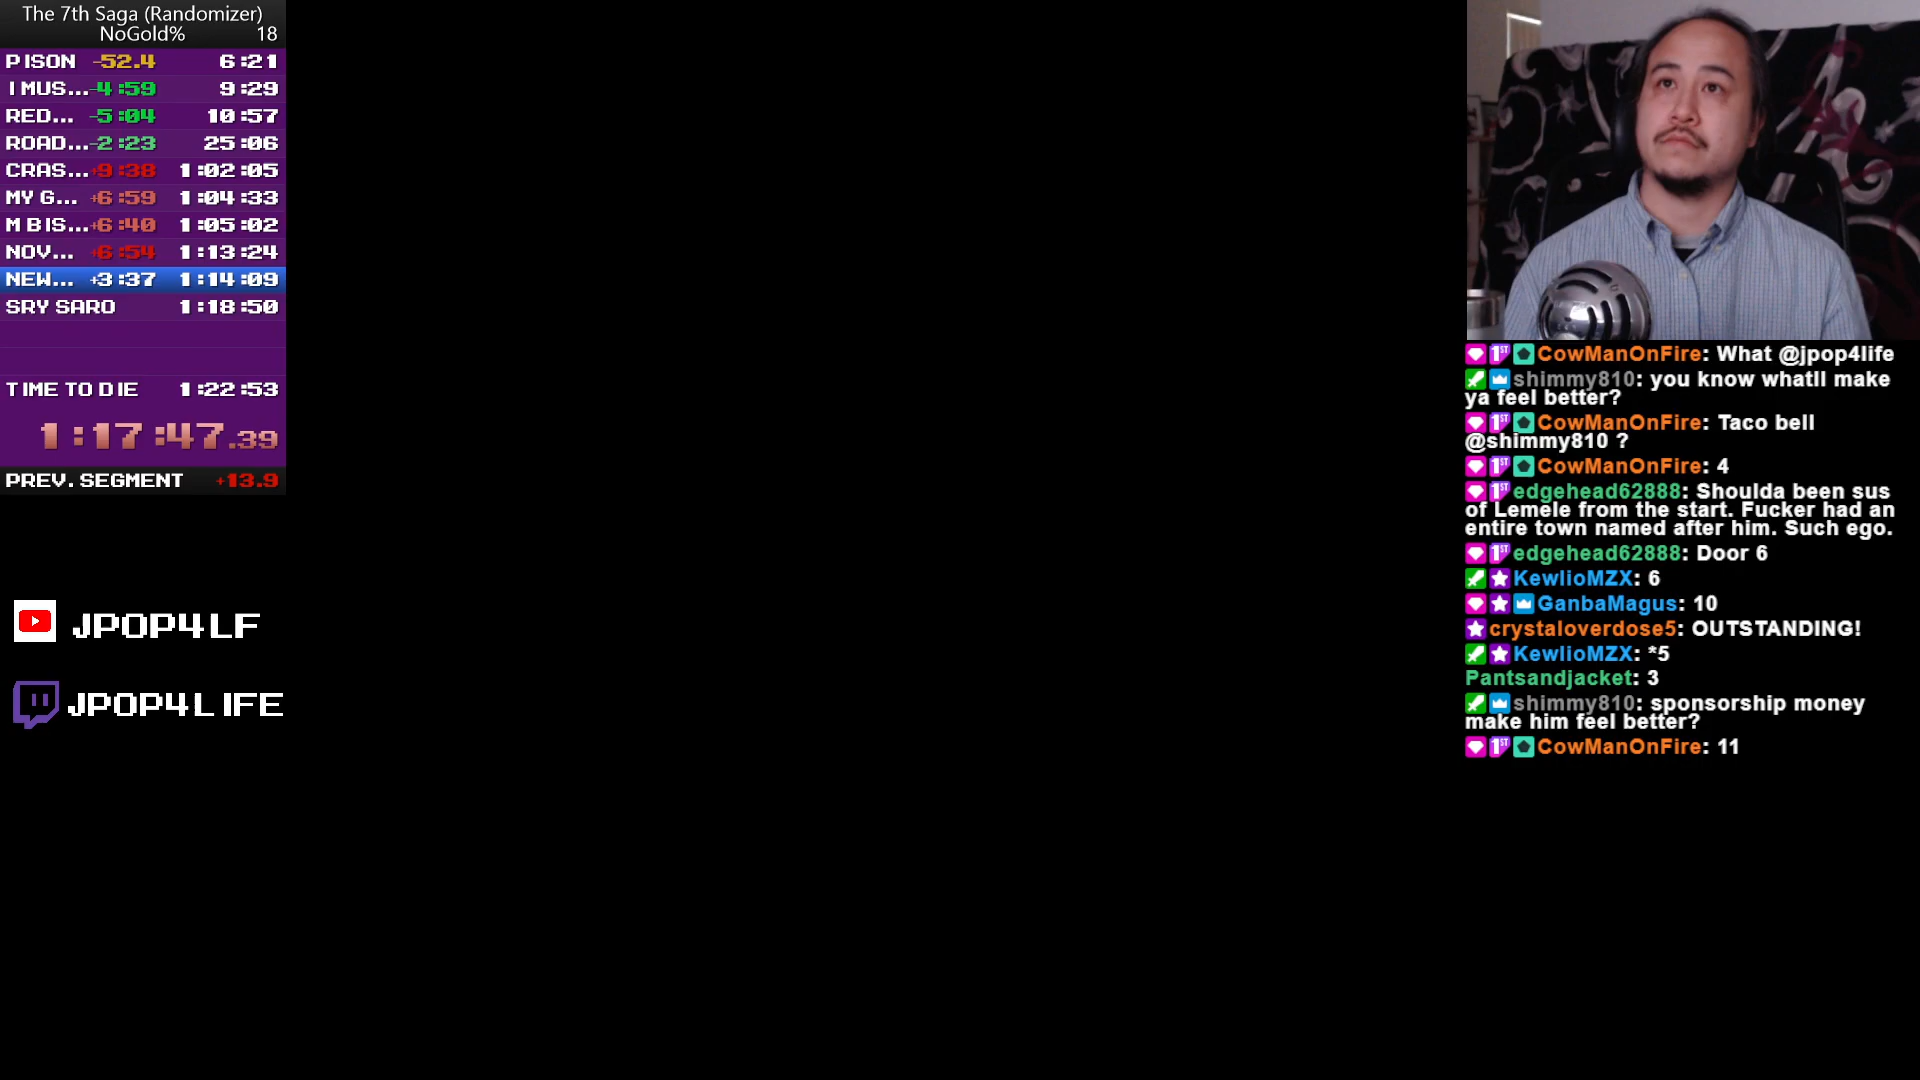 The 7th Saga (Randomizer)
NoGold% 18
PISON -52.4 6:21
I MUS... -4:59 9:29
RED... -5:04 10:57
ROAD... -2:23 25:06
CRAS... +9:38 1:02:05
MY G... +6:59 1:04:33
M BIS... +6:40 1:05:02
NOV... +6:54 1:13:24
NEW... +3:37 1:14:09
SRY SARO 1:18:50
TIME TO DIE 1:22:53
1:17:47.39
PREV. SEGMENT +13.9
JPOP4LF
JPOP4LIFE
CowManOnFire: What @jpop4life
shimmy810: you know whatll make
ya feel better?
CowManOnFire: Taco bell
@shimmy810 ?
CowManOnFire: 4
edgehead62888: Shoulda been sus
of Lemele from the start. Fucker had an
entire town named after him. Such ego.
edgehead62888: Door 6
KewlioMZX: 6
GanbaMagus: 10
crystaloverdose5: OUTSTANDING!
KewlioMZX: *5
Pantsandjacket: 3
shimmy810: sponsorship money
make him feel better?
CowManOnFire: 11